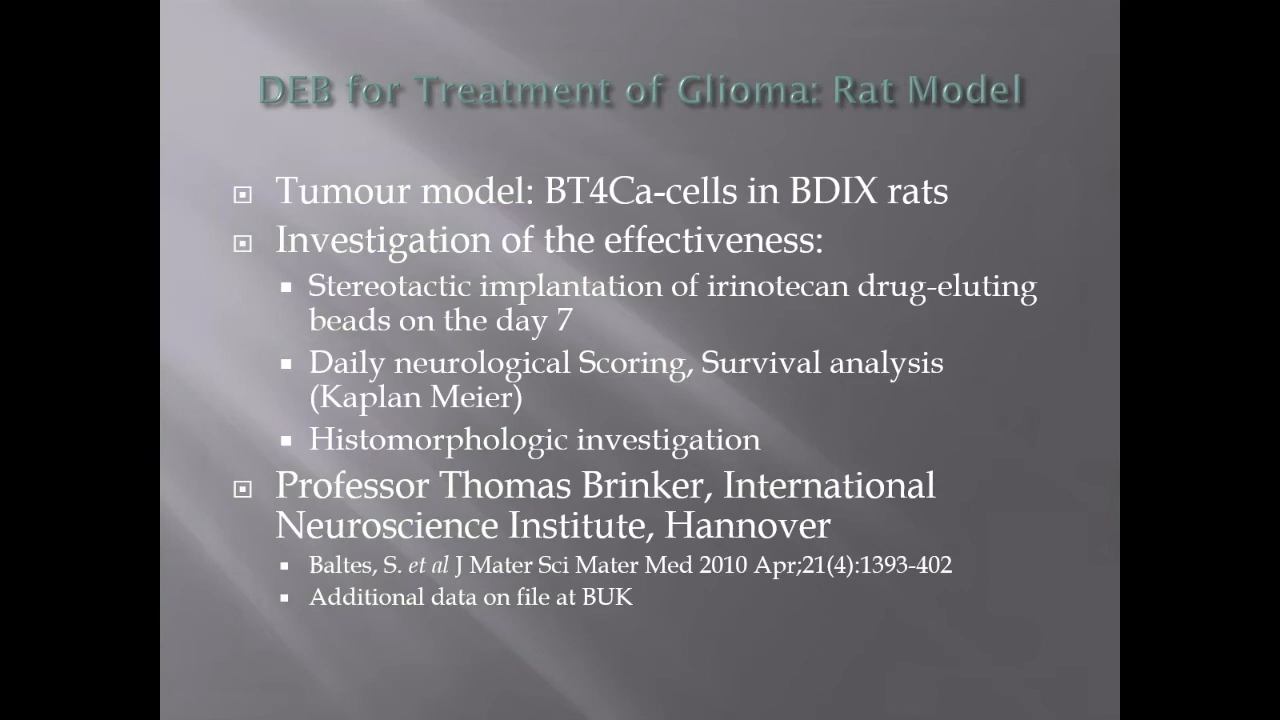 DEB for Treatment of Glioma: Rat Model
Tumour model: BT4Ca-cells in BDIX rats
Investigation of the effectiveness:
Stereotactic implantation of irinotecan drug-eluting
beads on the day 7
Daily neurological Scoring, Survival analysis
(Kaplan Meier)
Histomorphologic investigation
Professor Thomas Brinker, International
Neuroscience Institute, Hannover
Baltes, S. et al J Mater Sci Mater Med 2010 Apr;21(4):1393-402
Additional data on file at BUK